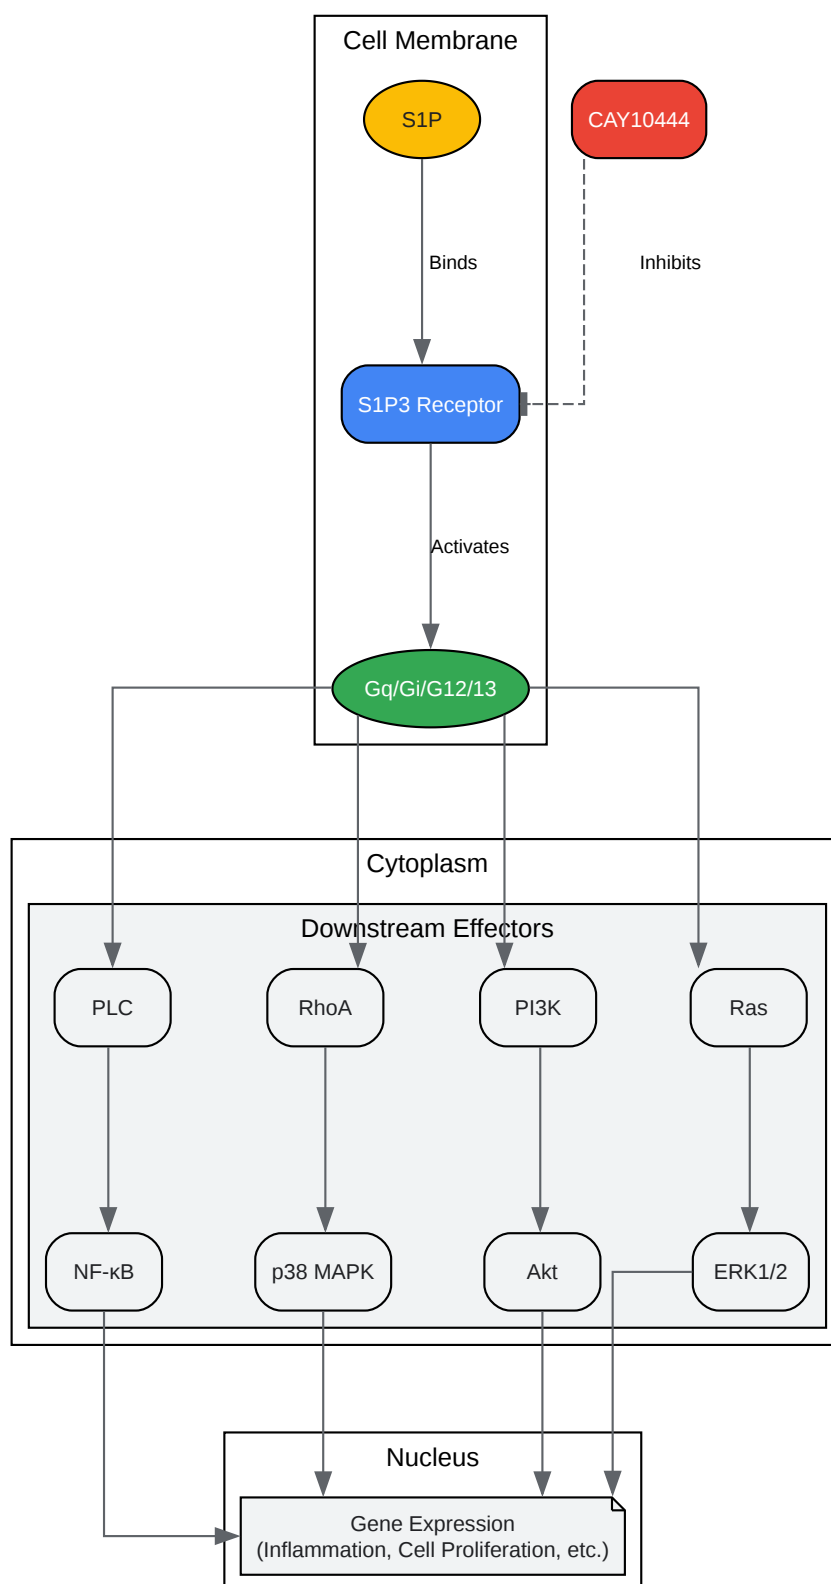 Cell Membrane
S1P
CAY10444
Binds
Inhibits
S1P3 Receptor
Activates
Gq/Gi/G12/13
Cytoplasm
Downstream Effectors
PLC
RhoA
PI3K
Ras
NF-κB
p38 MAPK
Akt
ERK1/2
Nucleus
Gene Expression
(Inflammation, Cell Proliferation, etc.)